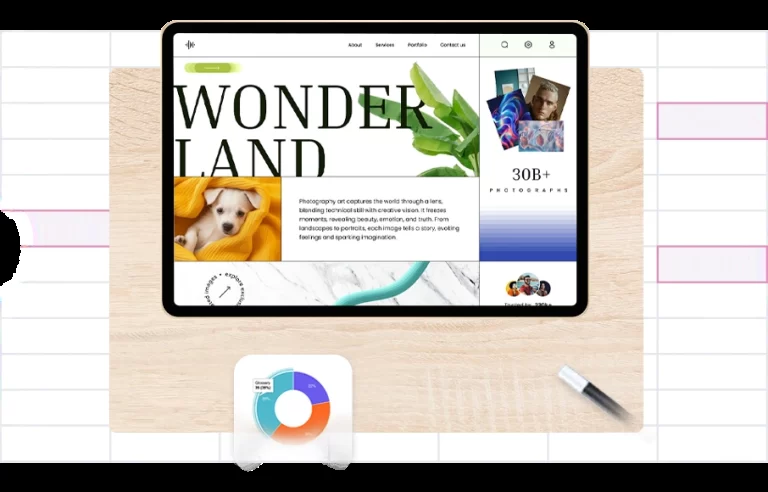 About Services Portfolio Contact us
WONDER
LAND
30B+
PHOTOGRAPHS
Photography art captures the world through a lens,
blending technical skill with creative vision. It freezes
moments, revealing beauty, emotion, and truth. From
landscapes to portraits, each image tells a story, evoking
feelings and sparking imagination.
images • explore